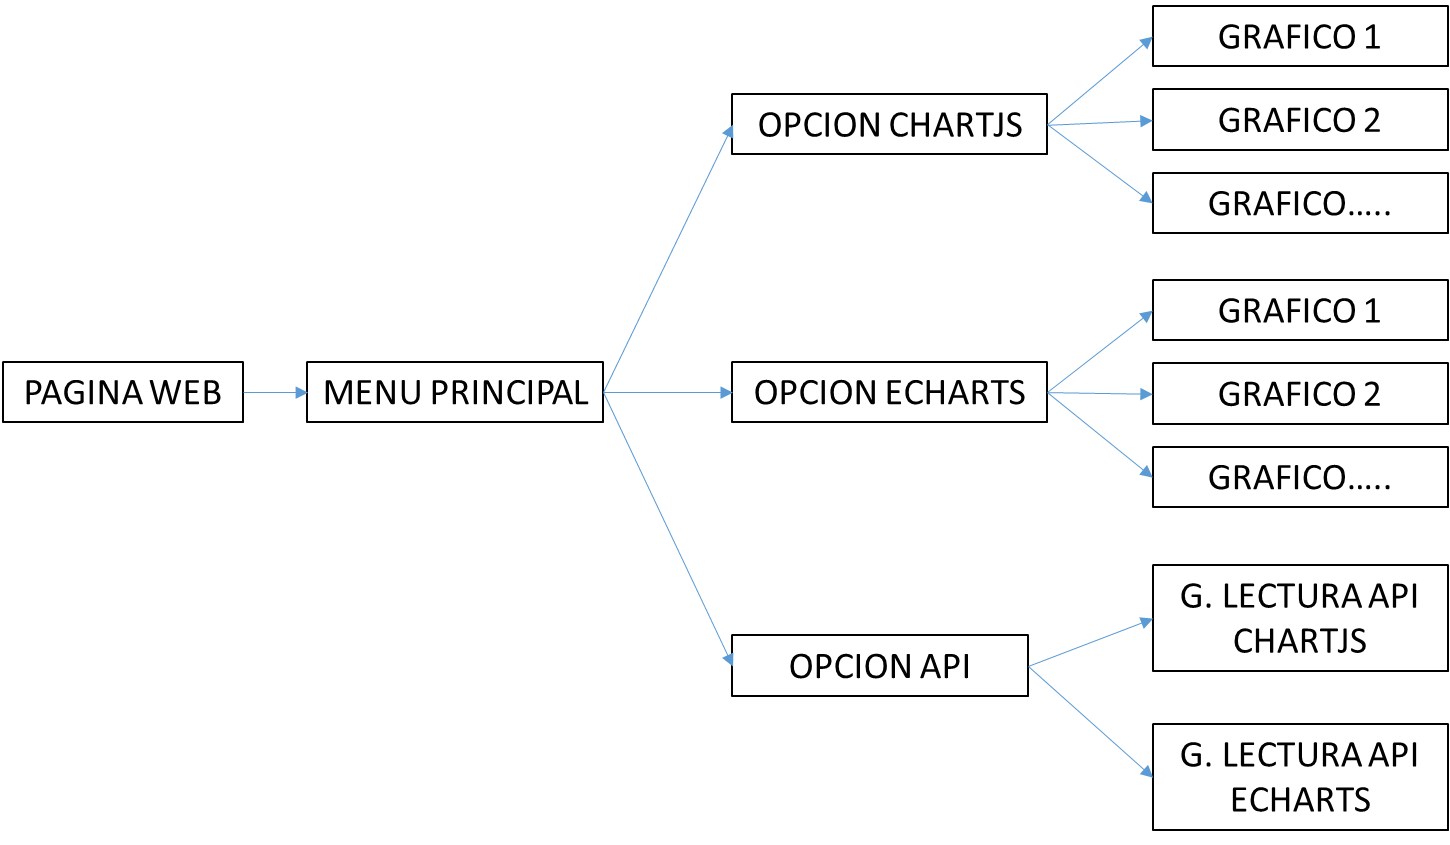 PAGINA WEB
MENU PRINCIPAL
OPCION CHARTJS
GRAFICO 1
GRAFICO 2
GRAFICO…..
OPCION ECHARTS
GRAFICO 1
GRAFICO 2
GRAFICO…..
OPCION API
G. LECTURA API
CHARTJS
G. LECTURA API
ECHARTS